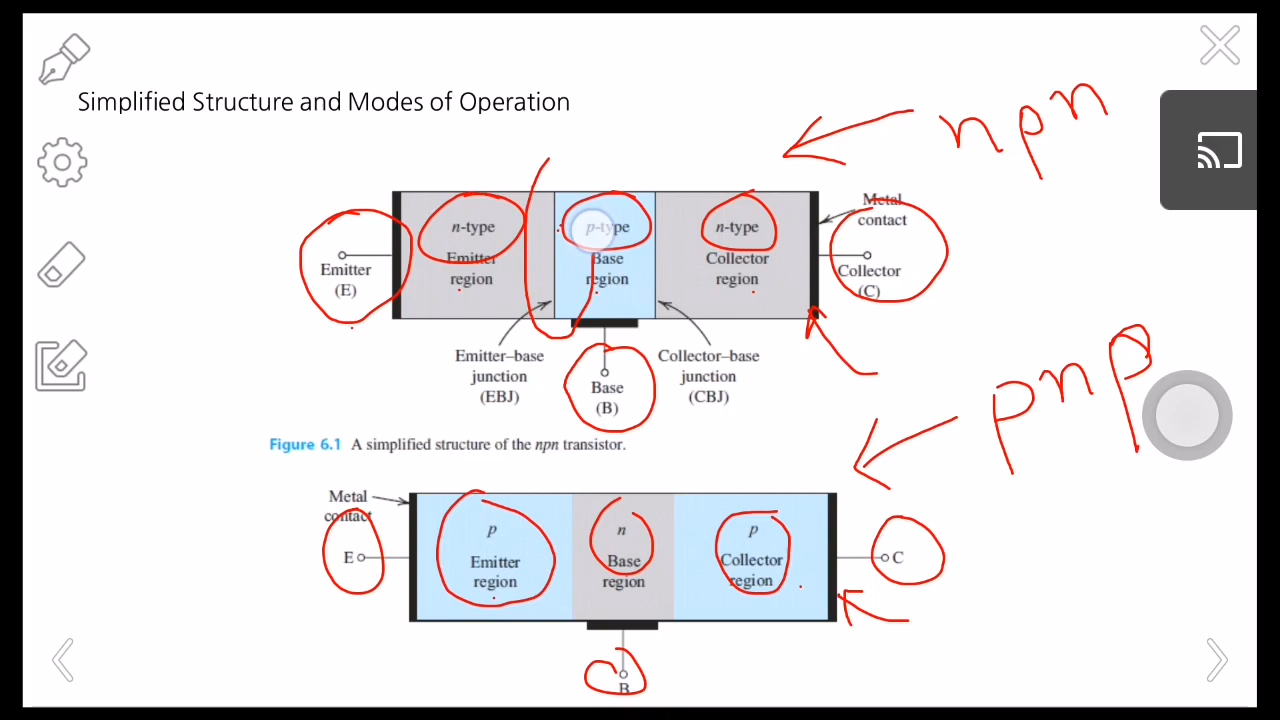 Simplified Structure and Modes of Operation
npn
n-type
p-type
n-type
Metal
contact
Emitter
region
Base
region
Collector
region
Emitter
(E)
Collector
(C)
Emitter–base
junction
(EBJ)
Base
(B)
Collector–base
junction
(CBJ)
pnp
Figure 6.1 A simplified structure of the npn transistor.
Metal
contact
p
n
p
E
Emitter
region
Base
region
Collector
region
C
B